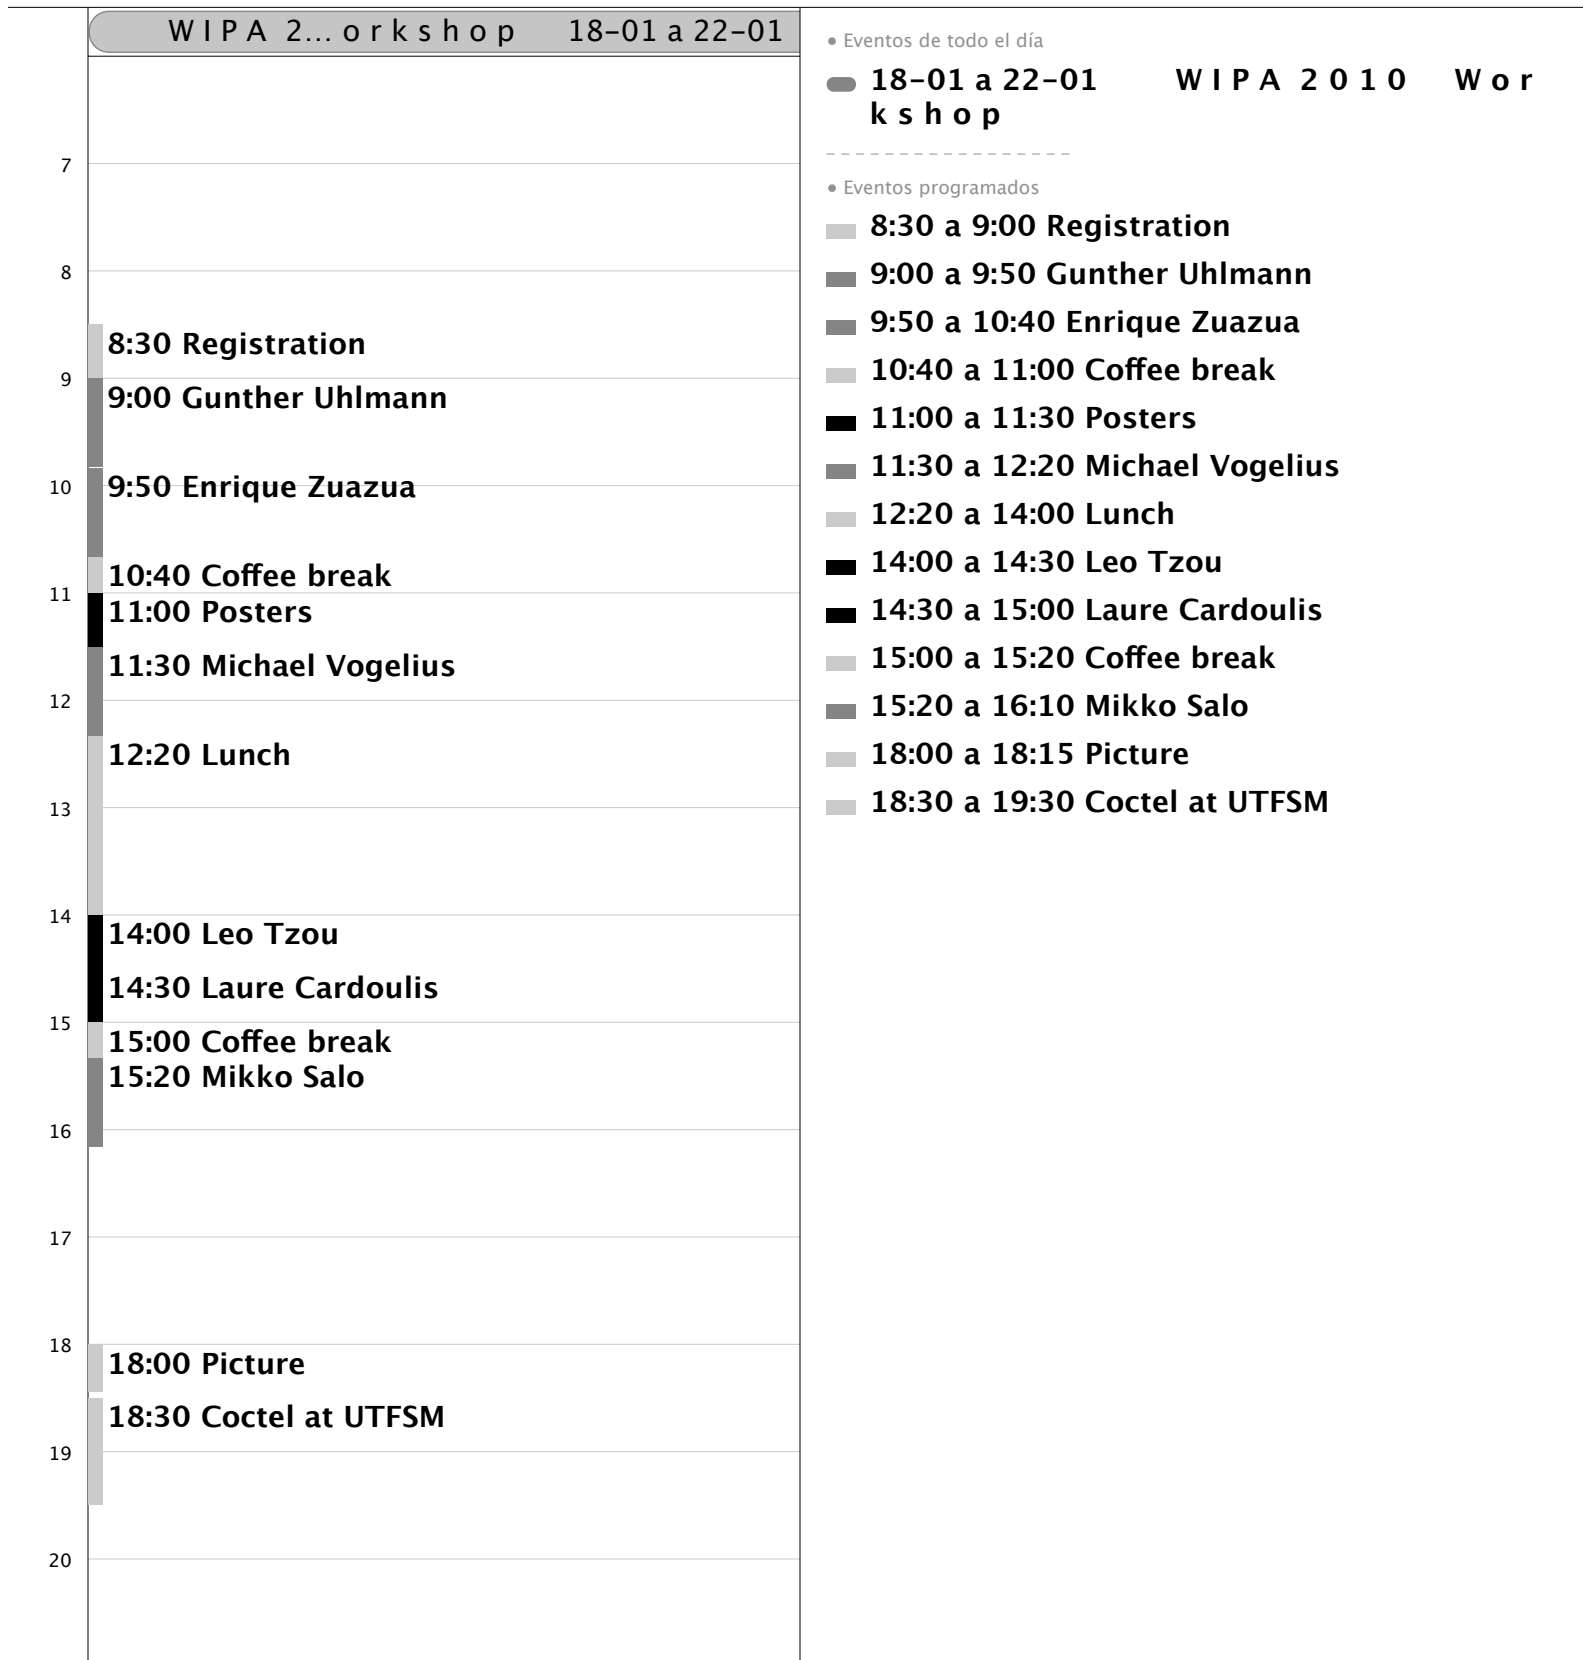 WIPA 2...orkshop 18-01 a 22-01
7
8
8:30 Registration
9
9:00 Gunther Uhlmann
10
9:50 Enrique Zuazua
10:40 Coffee break
11
11:00 Posters
11:30 Michael Vogelius
12
12:20 Lunch
13
14
14:00 Leo Tzou
14:30 Laure Cardoulis
15
15:00 Coffee break
15:20 Mikko Salo
16
17
18
18:00 Picture
18:30 Coctel at UTFSM
19
20
• Eventos de todo el día
18-01 a 22-01 WIPA 2010 Wor
kshop
• Eventos programados
8:30 a 9:00 Registration
9:00 a 9:50 Gunther Uhlmann
9:50 a 10:40 Enrique Zuazua
10:40 a 11:00 Coffee break
11:00 a 11:30 Posters
11:30 a 12:20 Michael Vogelius
12:20 a 14:00 Lunch
14:00 a 14:30 Leo Tzou
14:30 a 15:00 Laure Cardoulis
15:00 a 15:20 Coffee break
15:20 a 16:10 Mikko Salo
18:00 a 18:15 Picture
18:30 a 19:30 Coctel at UTFSM